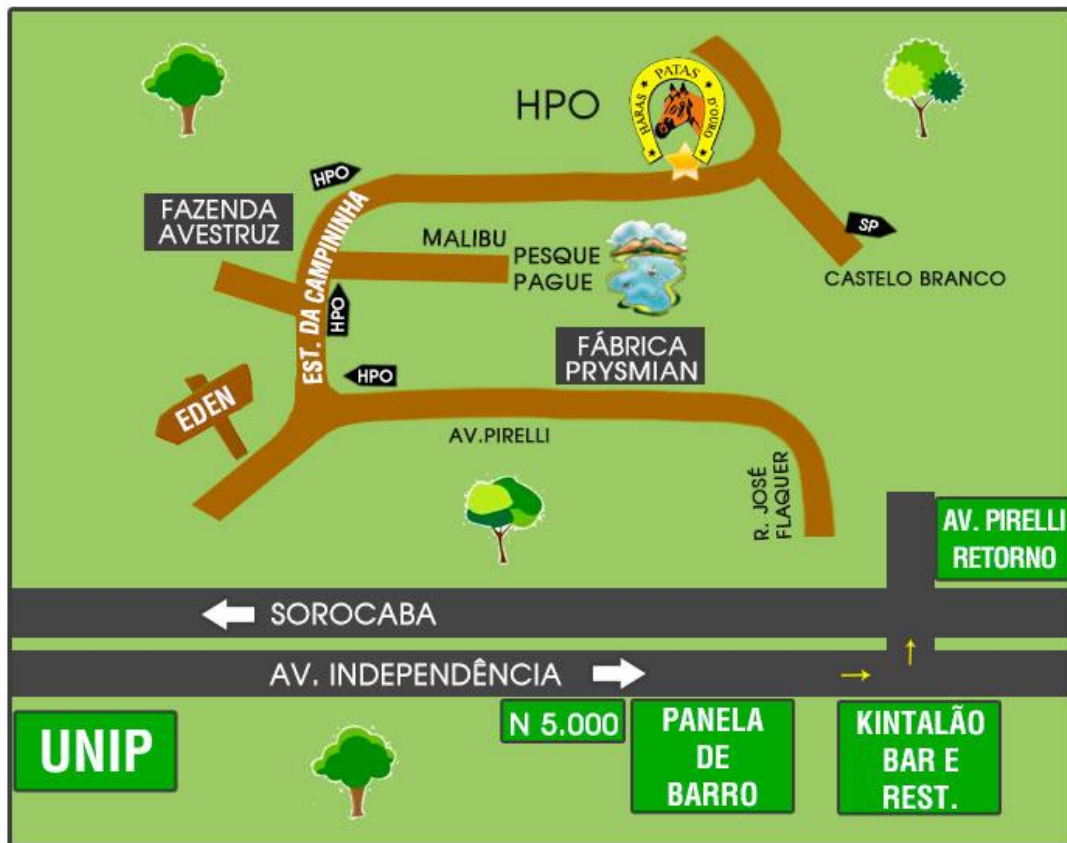 HPO
HARAS PATAS D'OURO
HPO
FAZENDA
AVESTRUZ
EST. DA CAMPININHA
MALIBU
PESQUE
PAGUE
SP
CASTELO BRANCO
HPO
FÁBRICA
PRYSMIAN
HPO
EDEN
AV.PIRELLI
R. JOSÉ
FLAQUER
AV. PIRELLI
RETORNO
SOROCABA
AV. INDEPENDÊNCIA
UNIP
N 5.000
PANELA
DE
BARRO
KINTALÃO
BAR E
REST.